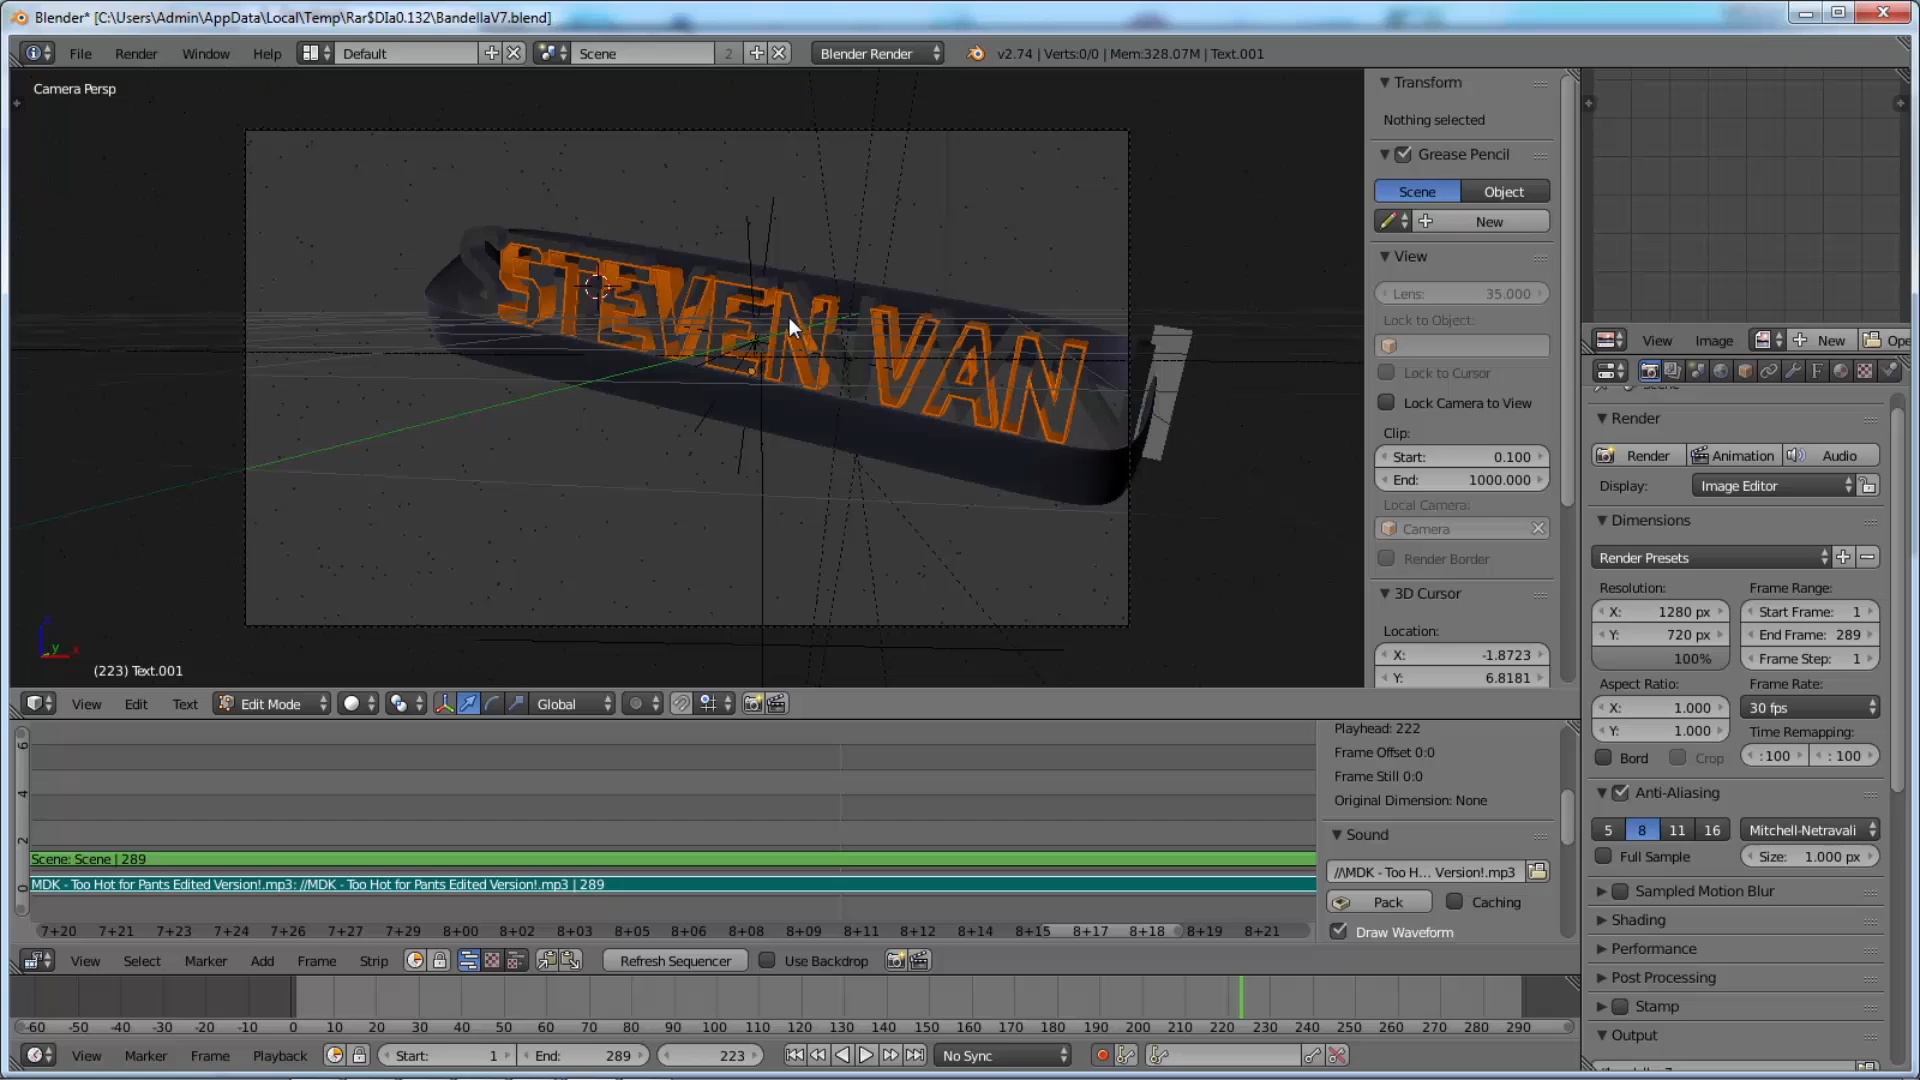 Blender* [C:\Users\Admin\AppData\Local\Temp\Rar$DIa0.132\BandellaV7.blend]
File Render Window Help Default Scene 2 Blender Render v2.74 | Verts:0/0 | Mem:328.07M | Text.001
Camera Persp
STEVEN VAN
(223) Text.001
z
y
x
Transform
Nothing selected
Grease Pencil
Scene Object
New
View
Lens: 35.000
Lock to Object:
Lock to Cursor
Lock Camera to View
Clip:
Start: 0.100
End: 1000.000
Local Camera:
Camera
Render Border
3D Cursor
Location:
X: -1.8723
Y: 6.8181
View Edit Text Edit Mode Global
View Image New Ope
Render
Render Animation Audio
Display: Image Editor
Dimensions
Render Presets
Resolution: Frame Range:
X: 1280 px Start Frame: 1
Y: 720 px End Frame: 289
100% Frame Step: 1
Aspect Ratio: Frame Rate:
X: 1.000 30 fps
Y: 1.000 Time Remapping:
Bord Crop :100 : 100
Anti-Aliasing
5 8 11 16 Mitchell-Netravali
Full Sample Size: 1.000 px
Sampled Motion Blur
Shading
Performance
Post Processing
Stamp
Output
6
4
2
0
Scene: Scene | 289
MDK - Too Hot for Pants Edited Version!.mp3: //MDK - Too Hot for Pants Edited Version!.mp3 | 289
7+20 7+21 7+23 7+24 7+26 7+27 7+29 8+00 8+02 8+03 8+05 8+06 8+08 8+09 8+11 8+12 8+14 8+15 8+17 8+18 8+19 8+21
Playhead: 222
Frame Offset 0:0
Frame Still 0:0
Original Dimension: None
Sound
//\MDK - Too H... Version!.mp3
Pack Caching
Draw Waveform
View Select Marker Add Frame Strip Refresh Sequencer Use Backdrop
-60 -50 -40 -30 -20 -10 0 10 20 30 40 50 60 70 80 90 100 110 120 130 140 150 160 170 180 190 200 210 220 230 240 250 260 270 280 290
View Marker Frame Playback Start: 1 End: 289 223 No Sync